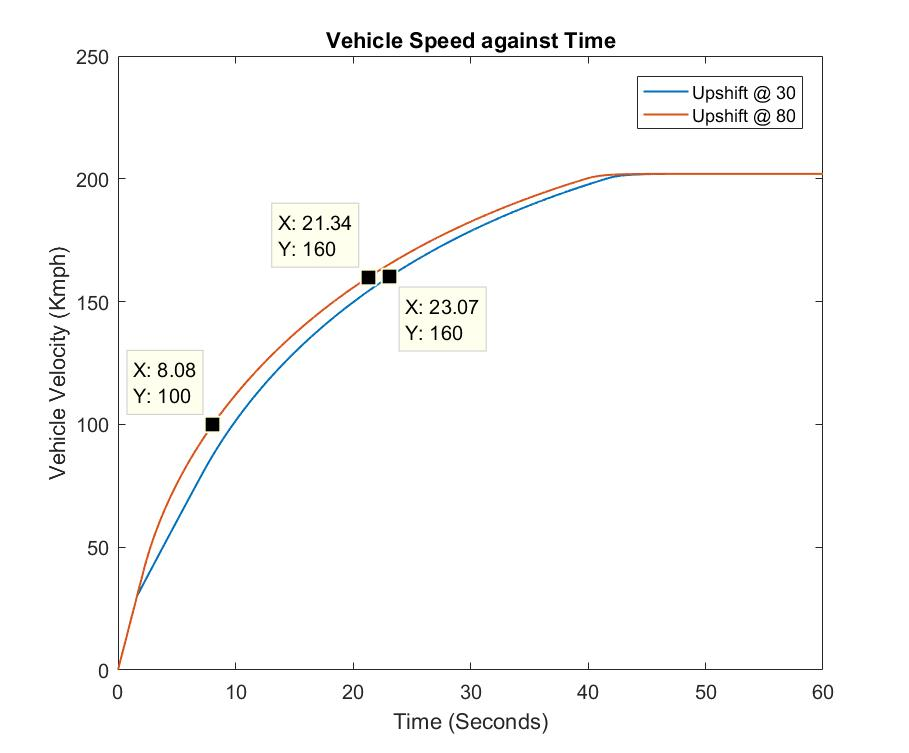 Vehicle Speed against Time
250
200
150
100
50
0
Vehicle Velocity (Kmph)
Upshift @ 30
Upshift @ 80
X: 21.34
Y: 160
X: 23.07
Y: 160
X: 8.08
Y: 100
0 10 20 30 40 50 60
Time (Seconds)